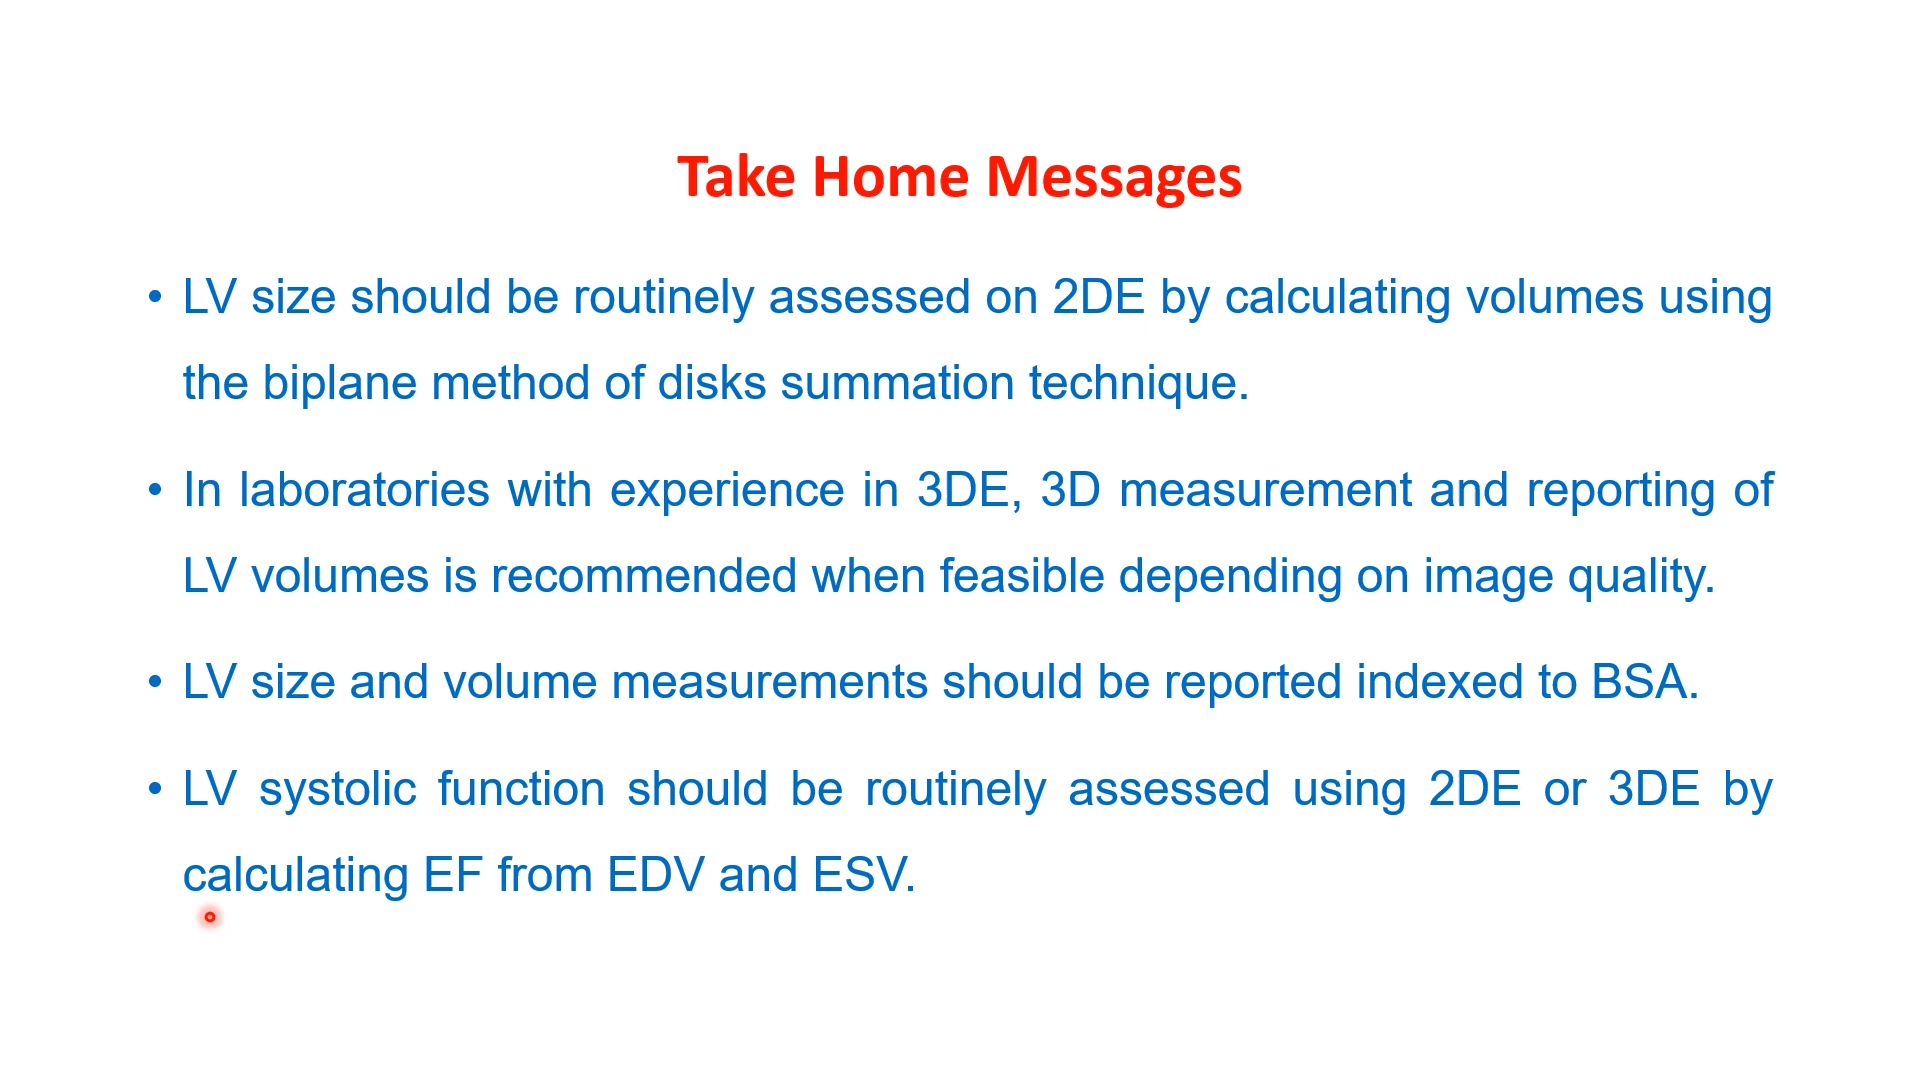 Take Home Messages
• LV size should be routinely assessed on 2DE by calculating volumes using
the biplane method of disks summation technique.
• In laboratories with experience in 3DE, 3D measurement and reporting of
LV volumes is recommended when feasible depending on image quality.
• LV size and volume measurements should be reported indexed to BSA.
• LV systolic function should be routinely assessed using 2DE or 3DE by
calculating EF from EDV and ESV.